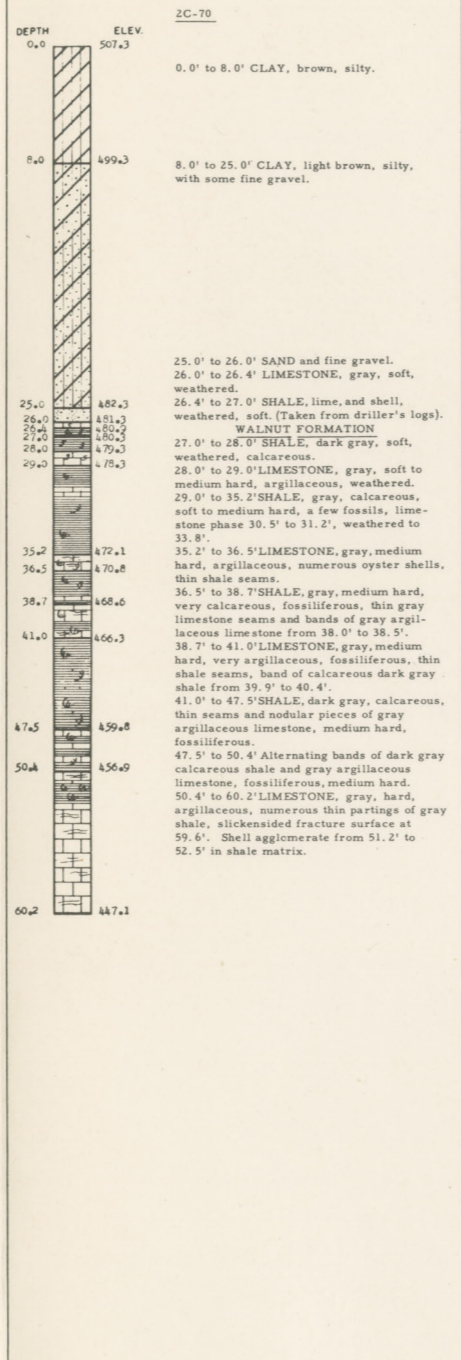 2C-70
DEPTH ELEV.
0.0 507.3
0.0' to 8.0' CLAY, brown, silty.
8.0 499.3
8.0' to 25.0' CLAY, light brown, silty,
with some fine gravel.
25.0' to 26.0' SAND and fine gravel.
26.0' to 26.4' LIMESTONE, gray, soft,
weathered.
25.0 482.3
26.4' to 27.0' SHALE, lime, and shell,
weathered, soft. (Taken from driller's logs).
26.0 481.3
26.4 480.9
WALNUT FORMATION
27.0 480.3
27.0' to 28.0' SHALE, dark gray, soft,
weathered, calcareous.
28.0 479.3
28.0' to 29.0' LIMESTONE, gray, soft to
medium hard, argillaceous, weathered.
29.0 478.3
29.0' to 35.2' SHALE, gray, calcareous,
soft to medium hard, a few fossils, lime-
stone phase 30.5' to 31.2', weathered to
33.8'.
35.2 472.1
35.2' to 36.5' LIMESTONE, gray, medium
hard, argillaceous, numerous oyster shells,
thin shale seams.
36.5 470.8
36.5' to 38.7' SHALE, gray, medium hard,
very calcareous, fossiliferous, thin gray
limestone seams and bands of gray argil-
laceous limestone from 38.0' to 38.5'.
38.7 468.6
38.7' to 41.0' LIMESTONE, gray, medium
hard, very argillaceous, fossiliferous, thin
shale seams, band of calcareous dark gray
shale from 39.9' to 40.4'.
41.0 466.3
41.0' to 47.5' SHALE, dark gray, calcareous,
thin seams and nodular pieces of gray
argillaceous limestone, medium hard,
fossiliferous.
47.5 459.8
47.5' to 50.4' Alternating bands of dark gray
calcareous shale and gray argillaceous
limestone, fossiliferous, medium hard.
50.4 456.9
50.4' to 60.2' LIMESTONE, gray, hard,
argillaceous, numerous thin partings of gray
shale, slickensided fracture surface at
59.6'. Shell agglomerate from 51.2' to
52.5' in shale matrix.
60.2 447.1